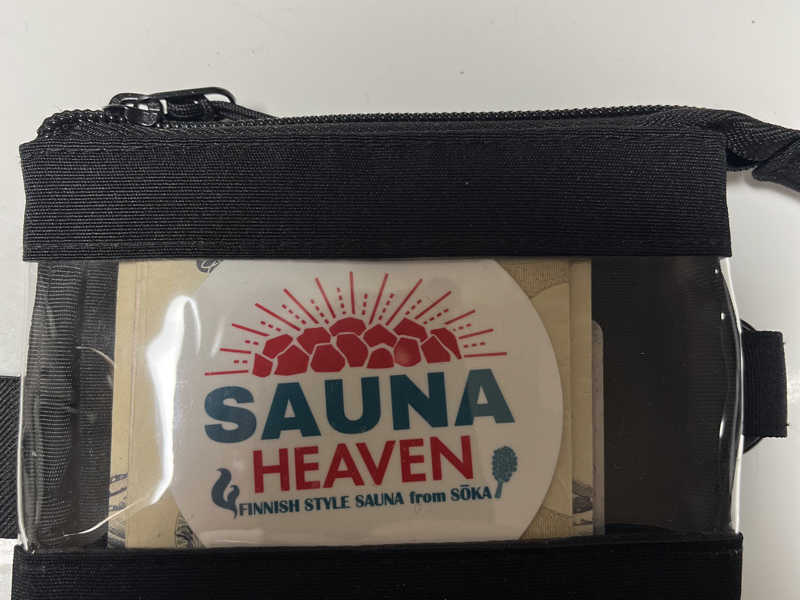 SAUNA
HEAVEN
FINNISH STYLE SAUNA from SŌKA